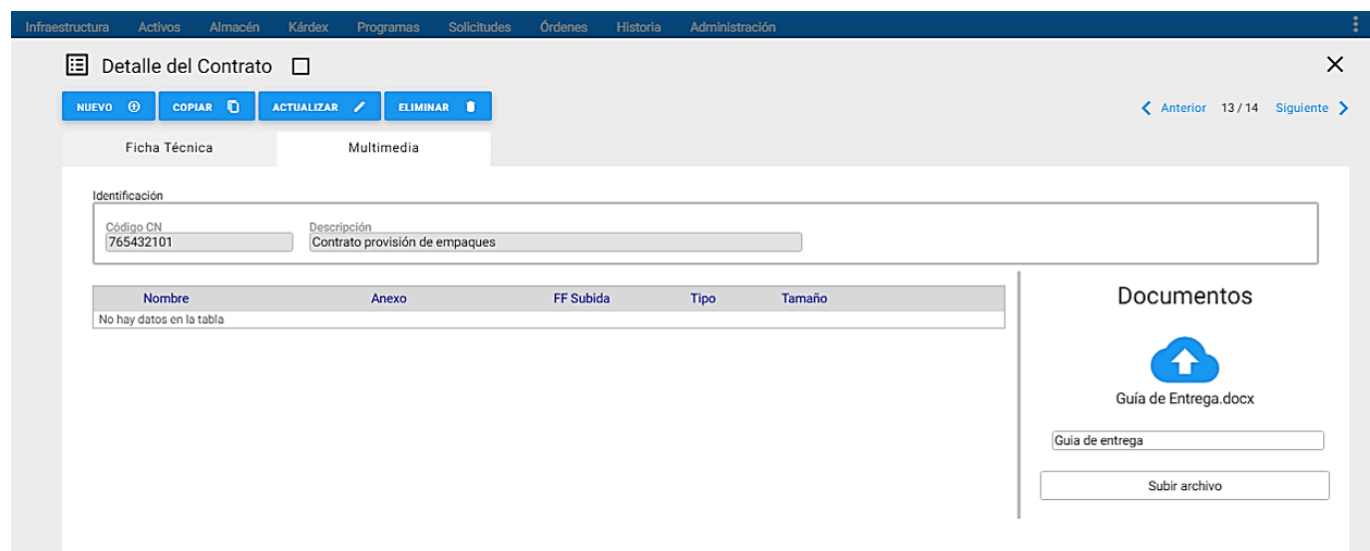 Infraestructura Activos Almacén Kárdex Programas Solicitudes Órdenes Historia Administración
Detalle del Contrato
NUEVO COPIAR ACTUALIZAR ELIMINAR Anterior 13 / 14 Siguiente
Ficha Técnica Multimedia
Identificación
Código CN Descripción
765432101 Contrato provisión de empaques
Nombre Anexo FF Subida Tipo Tamaño
No hay datos en la tabla
Documentos
Guía de Entrega.docx
Guia de entrega
Subir archivo